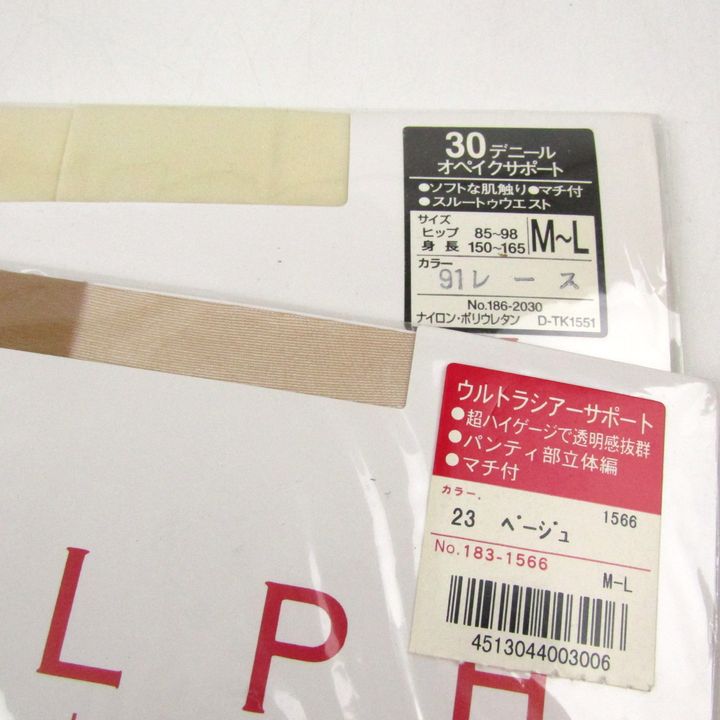 30デニール
オペイクサポート
●ソフトな肌触り●マチ付
●スルートゥウエスト
サイズ
ヒップ 85~98
身長 150~165
M~L
カラー
91レース
No.186-2030
ナイロン・ポリウレタン D-TK1551
ウルトラシアーサポート
●超ハイゲージで透明感抜群
●パンティ部立体編
●マチ付
カラー.
23 ベージュ 1566
No.183-1566
M-L
4513044003006
L P H